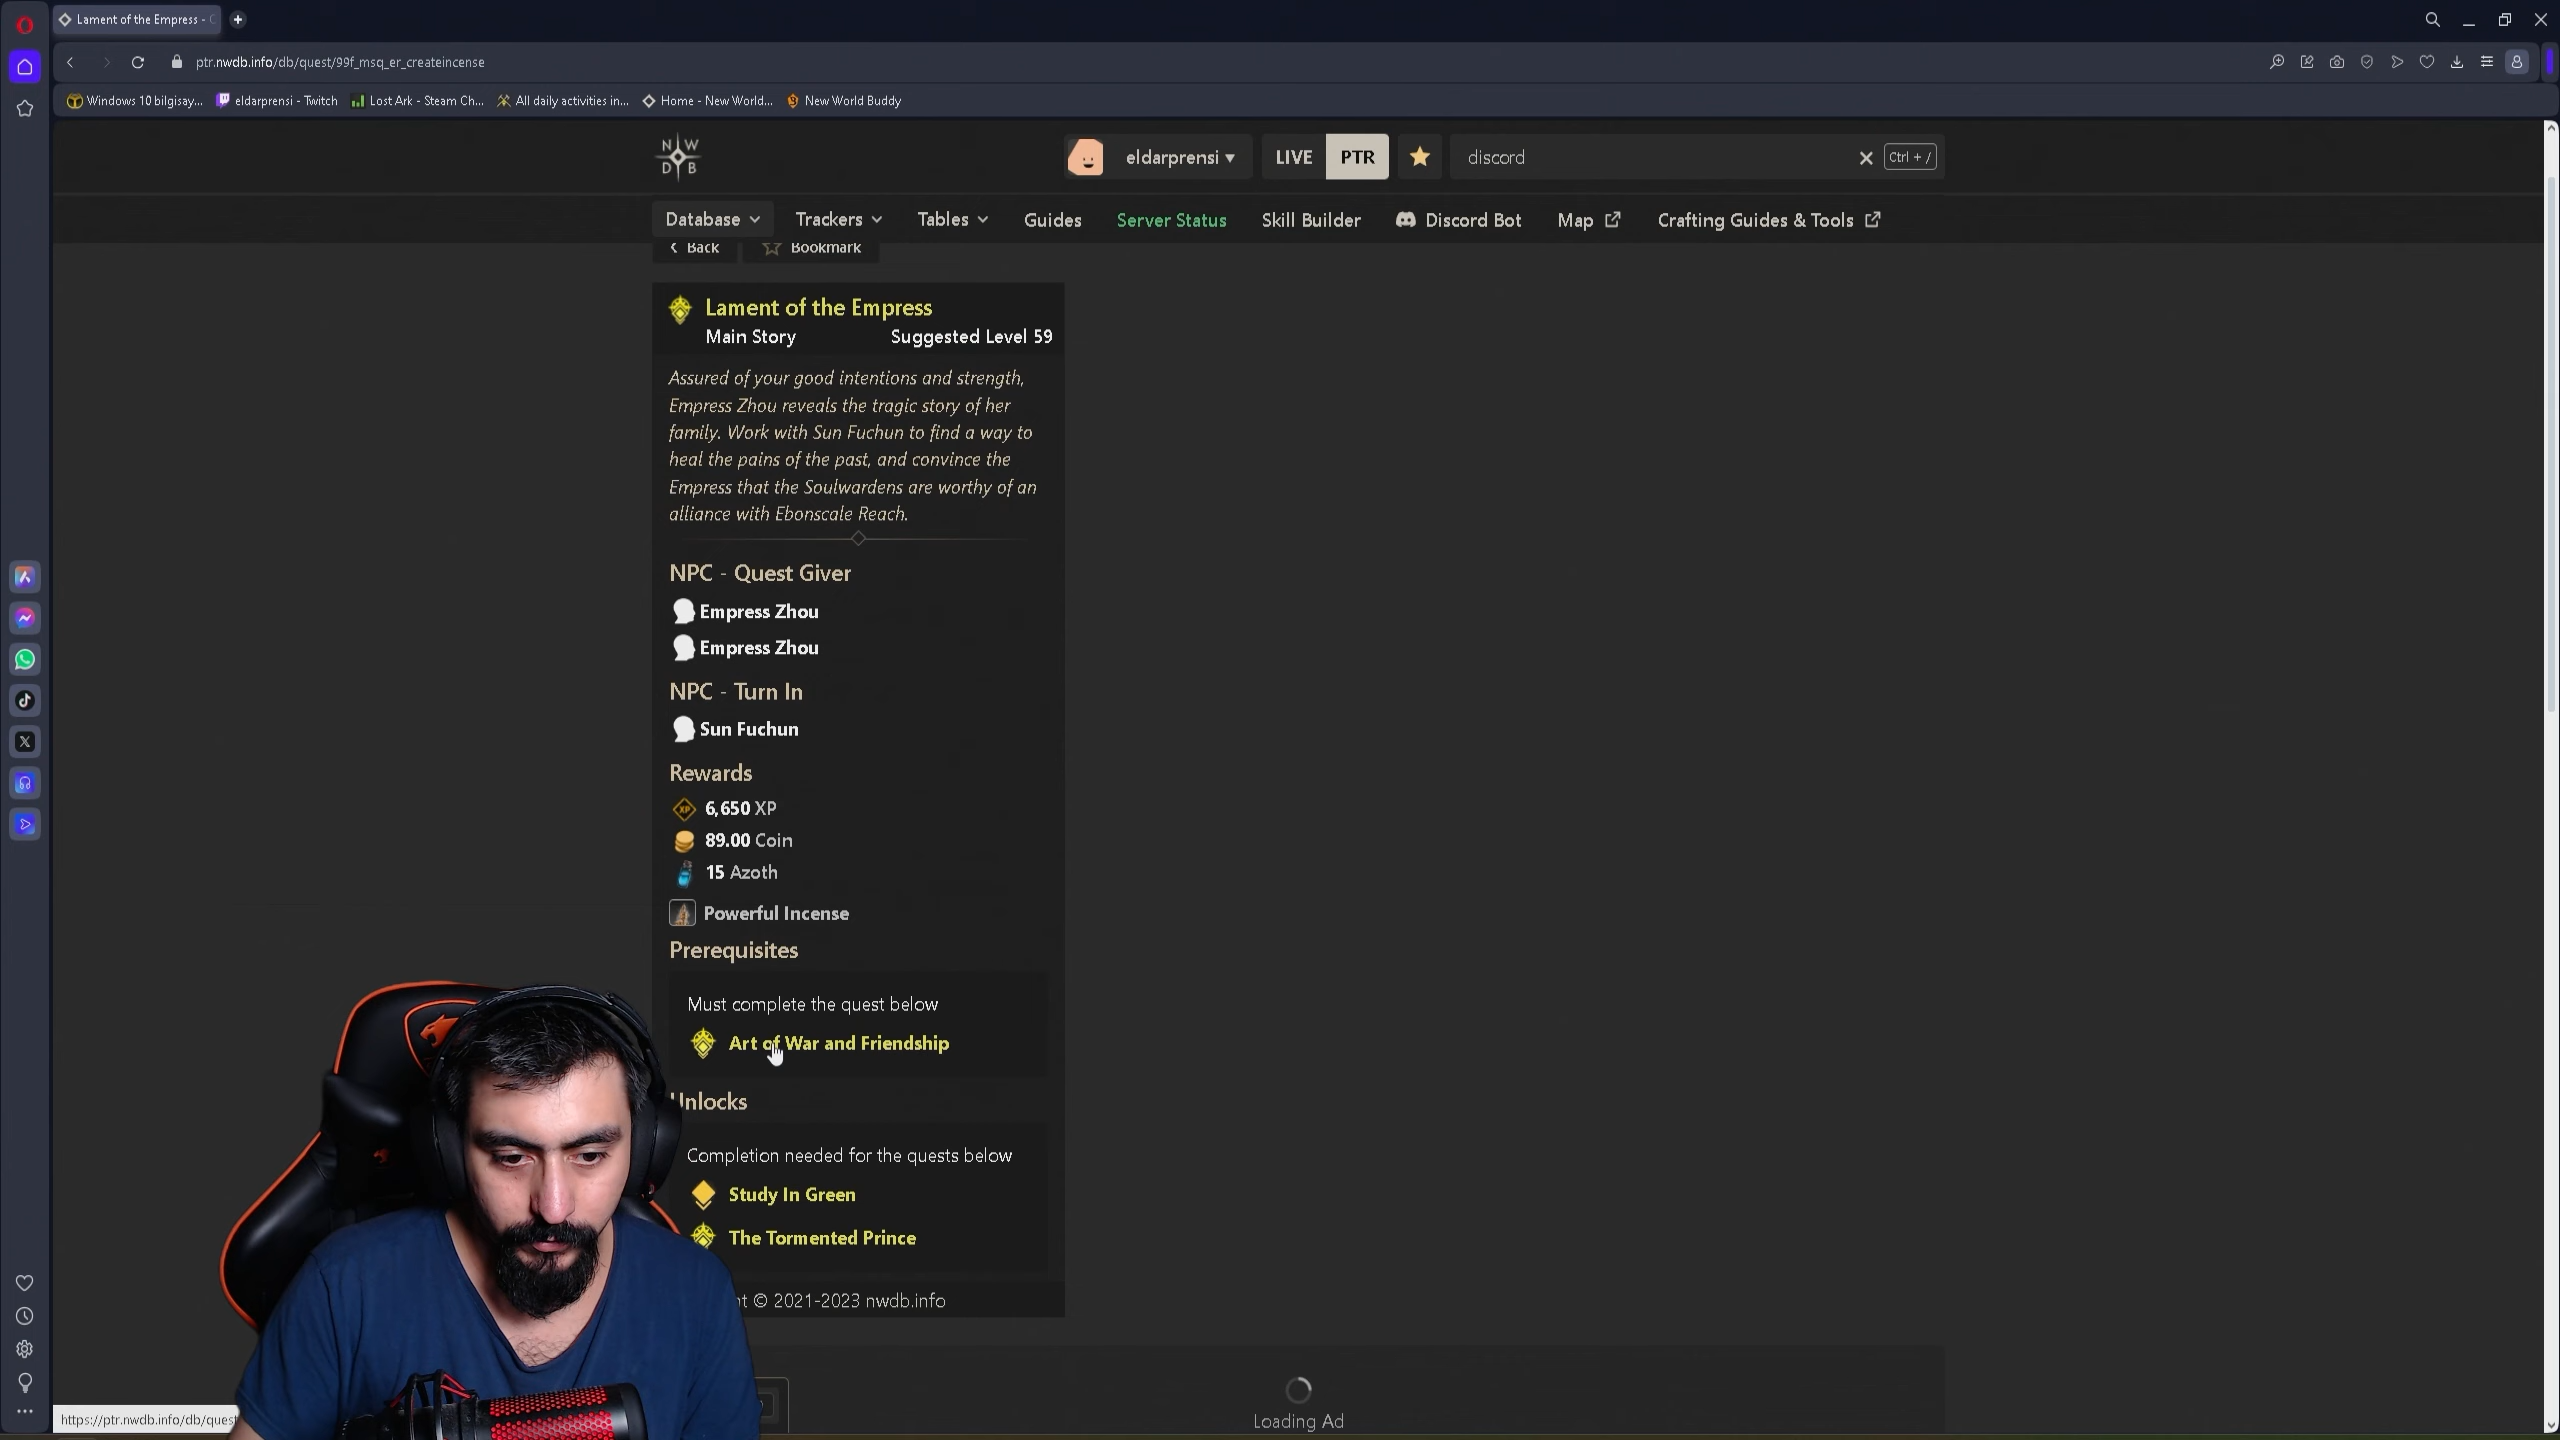 Lament of the Empress - C
ptr.nwdb.info/db/quest/99f_msq_er_createincense
Windows 10 bilgisay... eldarprensi - Twitch Lost Ark - Steam Ch... All daily activities in... Home - New World... New World Buddy
N W D B
eldarprensi LIVE PTR discord Ctrl + /
Database Trackers Tables Guides Server Status Skill Builder Discord Bot Map Crafting Guides & Tools
Back Bookmark
Lament of the Empress
Main Story Suggested Level 59
Assured of your good intentions and strength,
Empress Zhou reveals the tragic story of her
family. Work with Sun Fuchun to find a way to
heal the pains of the past, and convince the
Empress that the Soulwardens are worthy of an
alliance with Ebonscale Reach.
NPC - Quest Giver
Empress Zhou
Empress Zhou
NPC - Turn In
Sun Fuchun
Rewards
XP 6,650 XP
89.00 Coin
15 Azoth
Powerful Incense
Prerequisites
Must complete the quest below
Art of War and Friendship
Unlocks
Completion needed for the quests below
Study In Green
The Tormented Prince
© 2021-2023 nwdb.info
Loading Ad
https://ptr.nwdb.info/db/quest